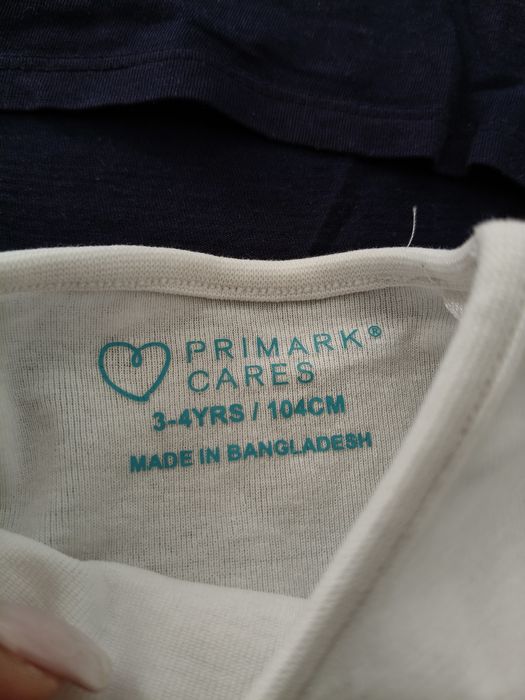 PRIMARK®
CARES
3-4YRS / 104CM
MADE IN BANGLADESH